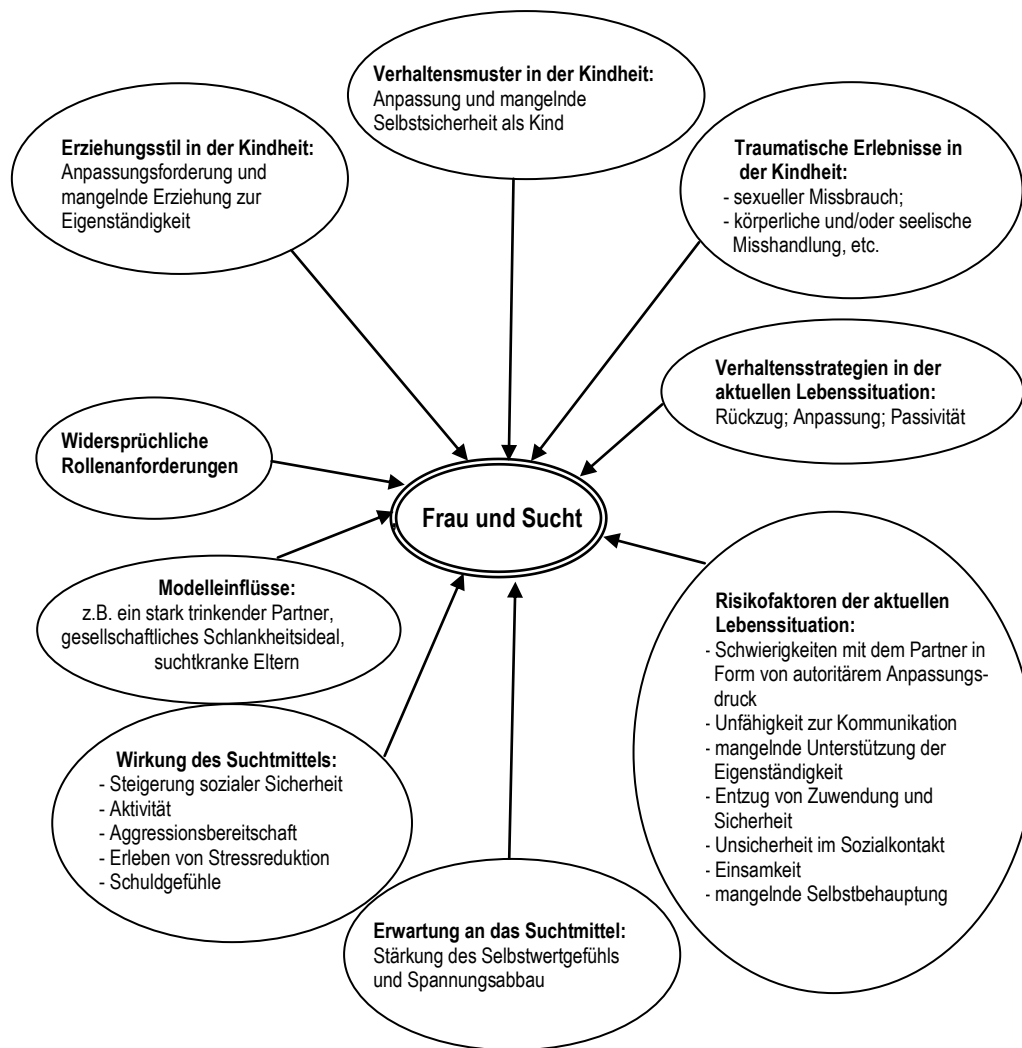 Verhaltensmuster in der Kindheit:
Anpassung und mangelnde
Selbstsicherheit als Kind
Erziehungsstil in der Kindheit:
Anpassungsforderung und
mangelnde Erziehung zur
Eigenständigkeit
Traumatische Erlebnisse in
der Kindheit:
- sexueller Missbrauch;
- körperliche und/oder seelische
Misshandlung, etc.
Verhaltensstrategien in der
aktuellen Lebenssituation:
Rückzug; Anpassung; Passivität
Widersprüchliche
Rollenanforderungen
Frau und Sucht
Modelleinflüsse:
z.B. ein stark trinkender Partner,
gesellschaftliches Schlankheitsideal,
suchtkranke Eltern
Risikofaktoren der aktuellen
Lebenssituation:
- Schwierigkeiten mit dem Partner in
Form von autoritärem Anpassungs-
druck
- Unfähigkeit zur Kommunikation
- mangelnde Unterstützung der
Eigenständigkeit
- Entzug von Zuwendung und
Sicherheit
- Unsicherheit im Sozialkontakt
- Einsamkeit
- mangelnde Selbstbehauptung
Wirkung des Suchtmittels:
- Steigerung sozialer Sicherheit
- Aktivität
- Aggressionsbereitschaft
- Erleben von Stressreduktion
- Schuldgefühle
Erwartung an das Suchtmittel:
Stärkung des Selbstwertgefühls
und Spannungsabbau